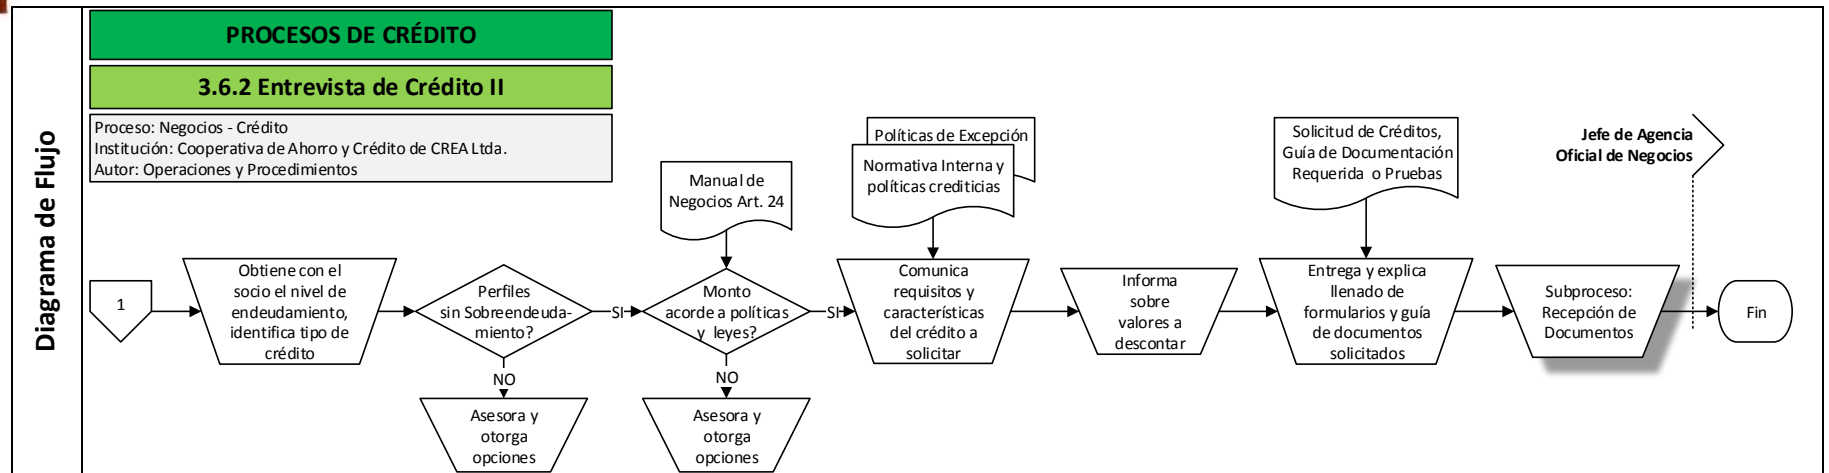 Diagrama de Flujo
PROCESOS DE CRÉDITO
3.6.2 Entrevista de Crédito II
Proceso: Negocios - Crédito
Institución: Cooperativa de Ahorro y Crédito de CREA Ltda.
Autor: Operaciones y Procedimientos
1
Obtiene con el
socio el nivel de
endeudamiento,
identifica tipo de
crédito
Perfiles
sin Sobreendeuda-
miento?
SI
NO
Asesora y
otorga
opciones
Manual de
Negocios Art. 24
Monto
acorde a políticas
y leyes?
SI
NO
Asesora y
otorga
opciones
Políticas de Excepción
Normativa Interna y
políticas crediticias
Comunica
requisitos y
características
del crédito a
solicitar
Informa
sobre
valores a
descontar
Solicitud de Créditos,
Guía de Documentación
Requerida o Pruebas
Entrega y explica
llenado de
formularios y guía
de documentos
solicitados
Subproceso:
Recepción de
Documentos
Jefe de Agencia
Oficial de Negocios
Fin